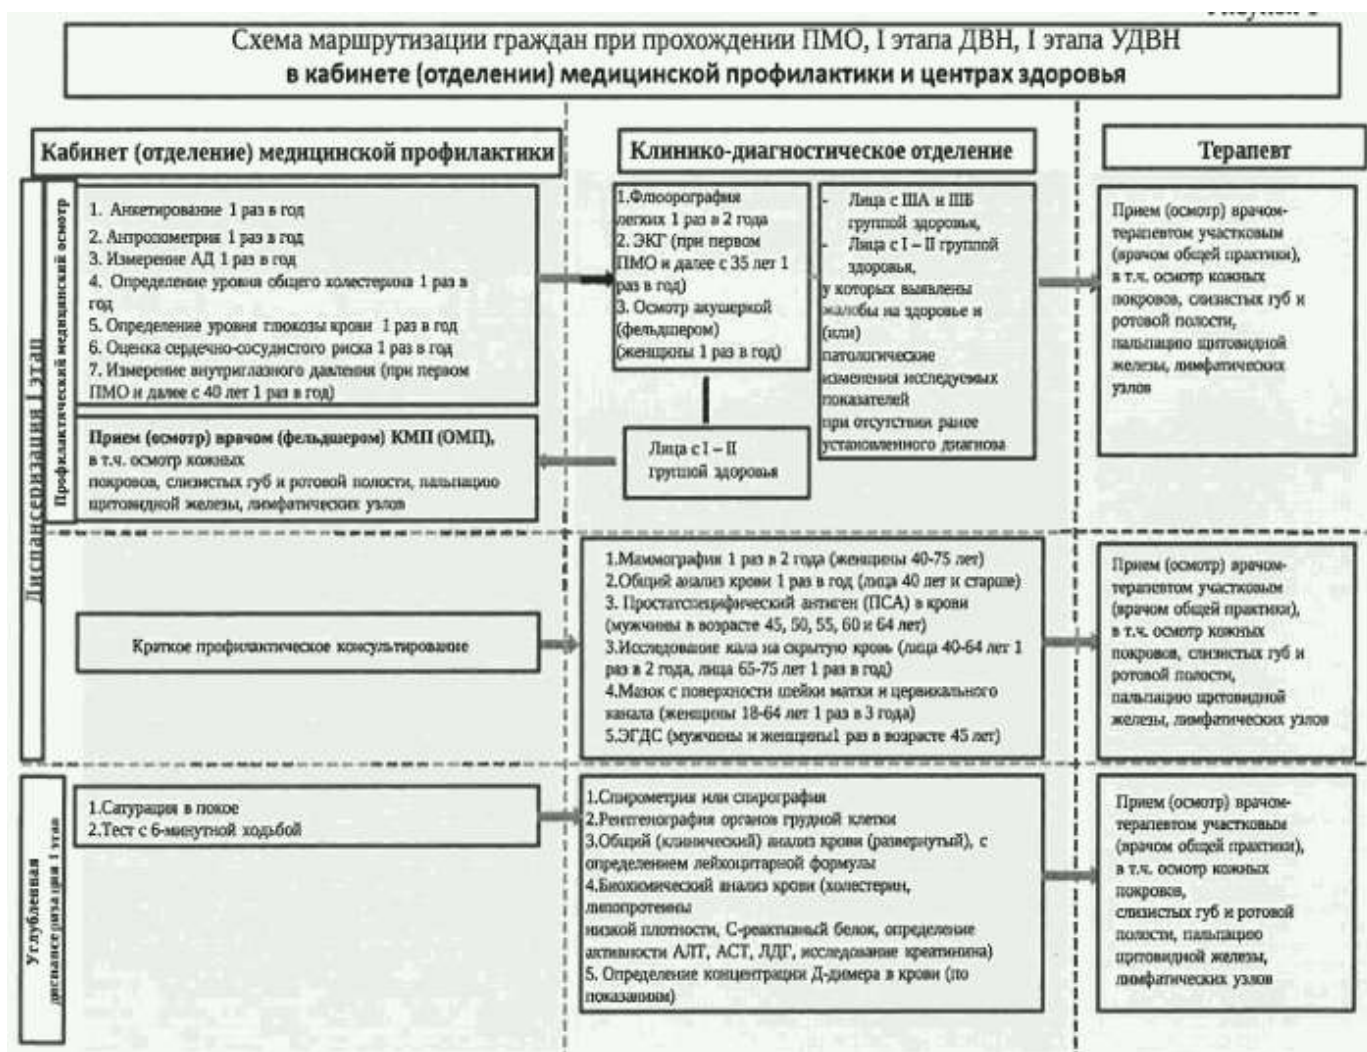 Схема маршрутизации граждан при прохождении ПМО, I этапа ДВН, I этапа УДВН
в кабинете (отделении) медицинской профилактики и центрах здоровья
Кабинет (отделение) медицинской профилактики
Клинико-диагностическое отделение
Терапевт
Диспансеризация I этап
Профилактический медицинский осмотр
1. Анкетирование 1 раз в год
2. Антропометрия 1 раз в год
3. Измерение АД 1 раз в год
4. Определение уровня общего холестерина 1 раз в
год
5. Определение уровня глюкозы крови 1 раз в год
6. Оценка сердечно-сосудистого риска 1 раз в год
7. Измерение внутриглазного давления (при первом
ПМО и далее с 40 лет 1 раз в год)
1.Флюорография
легких 1 раз в 2 года
2. ЭКГ (при первом
ПМО и далее с 35 лет 1
раз в год)
3. Осмотр акушеркой
(фельдшером)
(женщины 1 раз в год)
- Лица с IIIА и IIIБ
группой здоровья,
- Лица с I – II группой
здоровья,
у которых выявлены
жалобы на здоровье и
(или)
патологические
изменения исследуемых
показателей
при отсутствии ранее
установленного диагноза
Прием (осмотр) врачом-
терапевтом участковым
(врачом общей практики),
в т.ч. осмотр кожных
покровов, слизистых губ и
ротовой полости,
пальпацию щитовидной
железы, лимфатических
узлов
Прием (осмотр) врачом (фельдшером) КМП (ОМП),
в т.ч. осмотр кожных
покровов, слизистых губ и ротовой полости, пальпацию
щитовидной железы, лимфатических узлов
Лица с I – II
группой здоровья
Краткое профилактическое консультирование
1.Маммография 1 раз в 2 года (женщины 40-75 лет)
2.Общий анализ крови 1 раз в год (лица 40 лет и старше)
3. Простатспецифический антиген (ПСА) в крови
(мужчины в возрасте 45, 50, 55, 60 и 64 лет)
3.Исследование кала на скрытую кровь (лица 40-64 лет 1
раз в 2 года, лица 65-75 лет 1 раз в год)
4.Мазок с поверхности шейки матки и цервикального
канала (женщины 18-64 лет 1 раз в 3 года)
5.ЭГДС (мужчины и женщины1 раз в возрасте 45 лет)
Прием (осмотр) врачом-
терапевтом участковым
(врачом общей практики),
в т.ч. осмотр кожных
покровов, слизистых губ и
ротовой полости,
пальпацию щитовидной
железы, лимфатических узлов
Углубленная
диспансеризация I этап
1.Сатурация в покое
2.Тест с 6-минутной ходьбой
1.Спирометрия или спирография
2.Рентгенография органов грудной клетки
3.Общий (клинический) анализ крови (развернутый), с
определением лейкоцитарной формулы
4.Биохимический анализ крови (холестерин,
липопротеины
низкой плотности, С-реактивный белок, определение
активности АЛТ, АСТ, ЛДГ, исследование креатинина)
5. Определение концентрации Д-димера в крови (по
показаниям)
Прием (осмотр) врачом-
терапевтом участковым
(врачом общей практики),
в т.ч. осмотр кожных
покровов,
слизистых губ и ротовой
полости, пальпацию
щитовидной железы,
лимфатических узлов